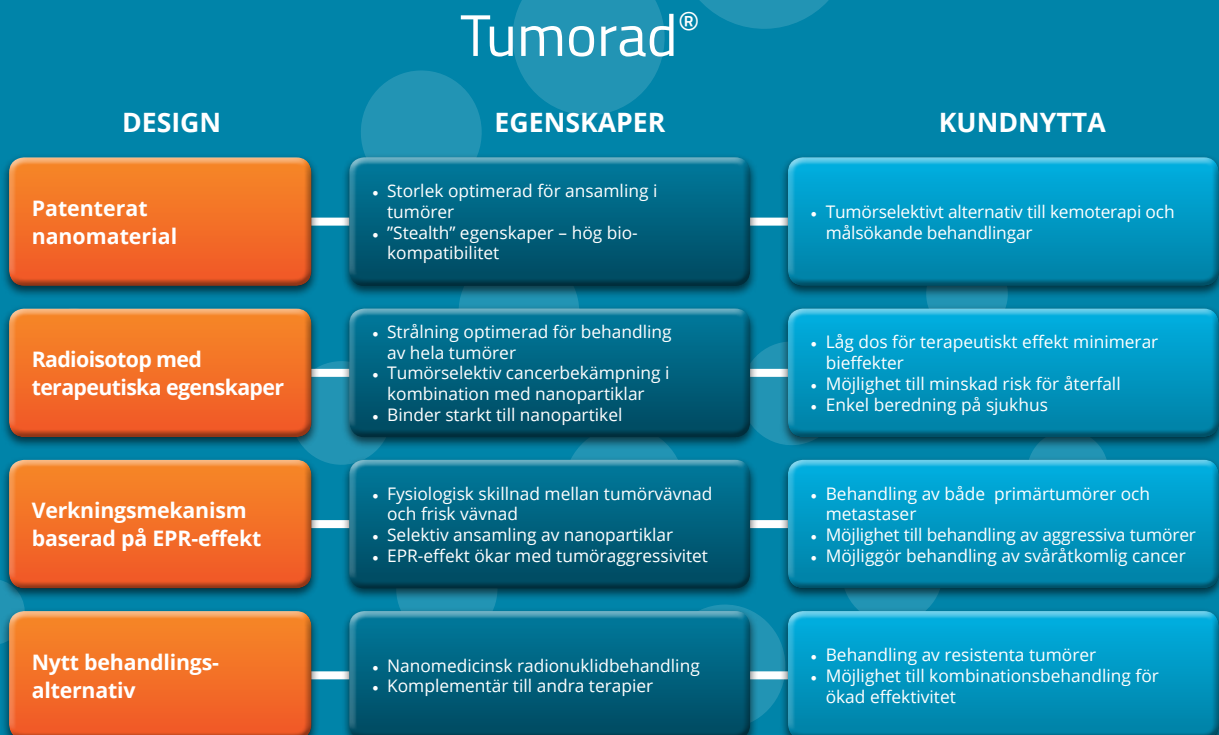 Tumorad®
DESIGN
EGENSKAPER
KUNDNYTTA
Patenterat
nanomaterial
• Storlek optimerad för ansamling i
tumörer
• ”Stealth” egenskaper – hög bio-
kompatibilitet
• Tumörselektivt alternativ till kemoterapi och
målsökande behandlingar
Radioisotop med
terapeutiska egenskaper
• Strålning optimerad för behandling
av hela tumörer
• Tumörselektiv cancerbekämpning i
kombination med nanopartiklar
• Binder starkt till nanopartikel
• Låg dos för terapeutiskt effekt minimerar
bieffekter
• Möjlighet till minskad risk för återfall
• Enkel beredning på sjukhus
Verkningsmekanism
baserad på EPR-effekt
• Fysiologisk skillnad mellan tumörvävnad
och frisk vävnad
• Selektiv ansamling av nanopartiklar
• EPR-effekt ökar med tumöraggressivitet
• Behandling av både primärtumörer och
metastaser
• Möjlighet till behandling av aggressiva tumörer
• Möjliggör behandling av svåråtkomlig cancer
Nytt behandlings-
alternativ
• Nanomedicinsk radionuklidbehandling
• Komplementär till andra terapier
• Behandling av resistenta tumörer
• Möjlighet till kombinationsbehandling för
ökad effektivitet